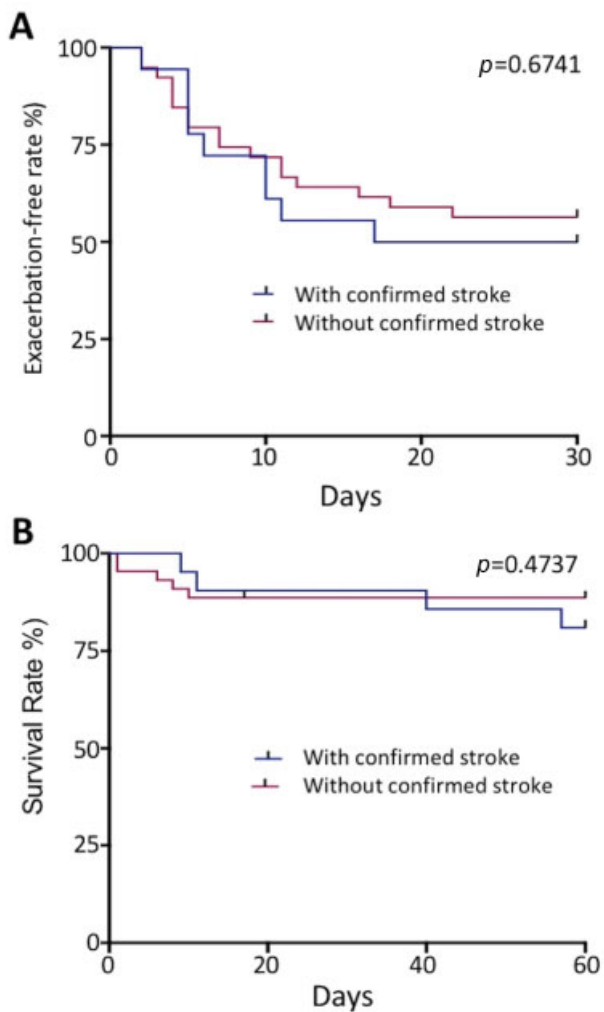 A
p=0.6741
Exacerbation-free rate %)
100
75
50
25
0
With confirmed stroke
Without confirmed stroke
0 10 20 30
Days
B
p=0.4737
Survival Rate %)
100
75
50
25
0
With confirmed stroke
Without confirmed stroke
0 20 40 60
Days